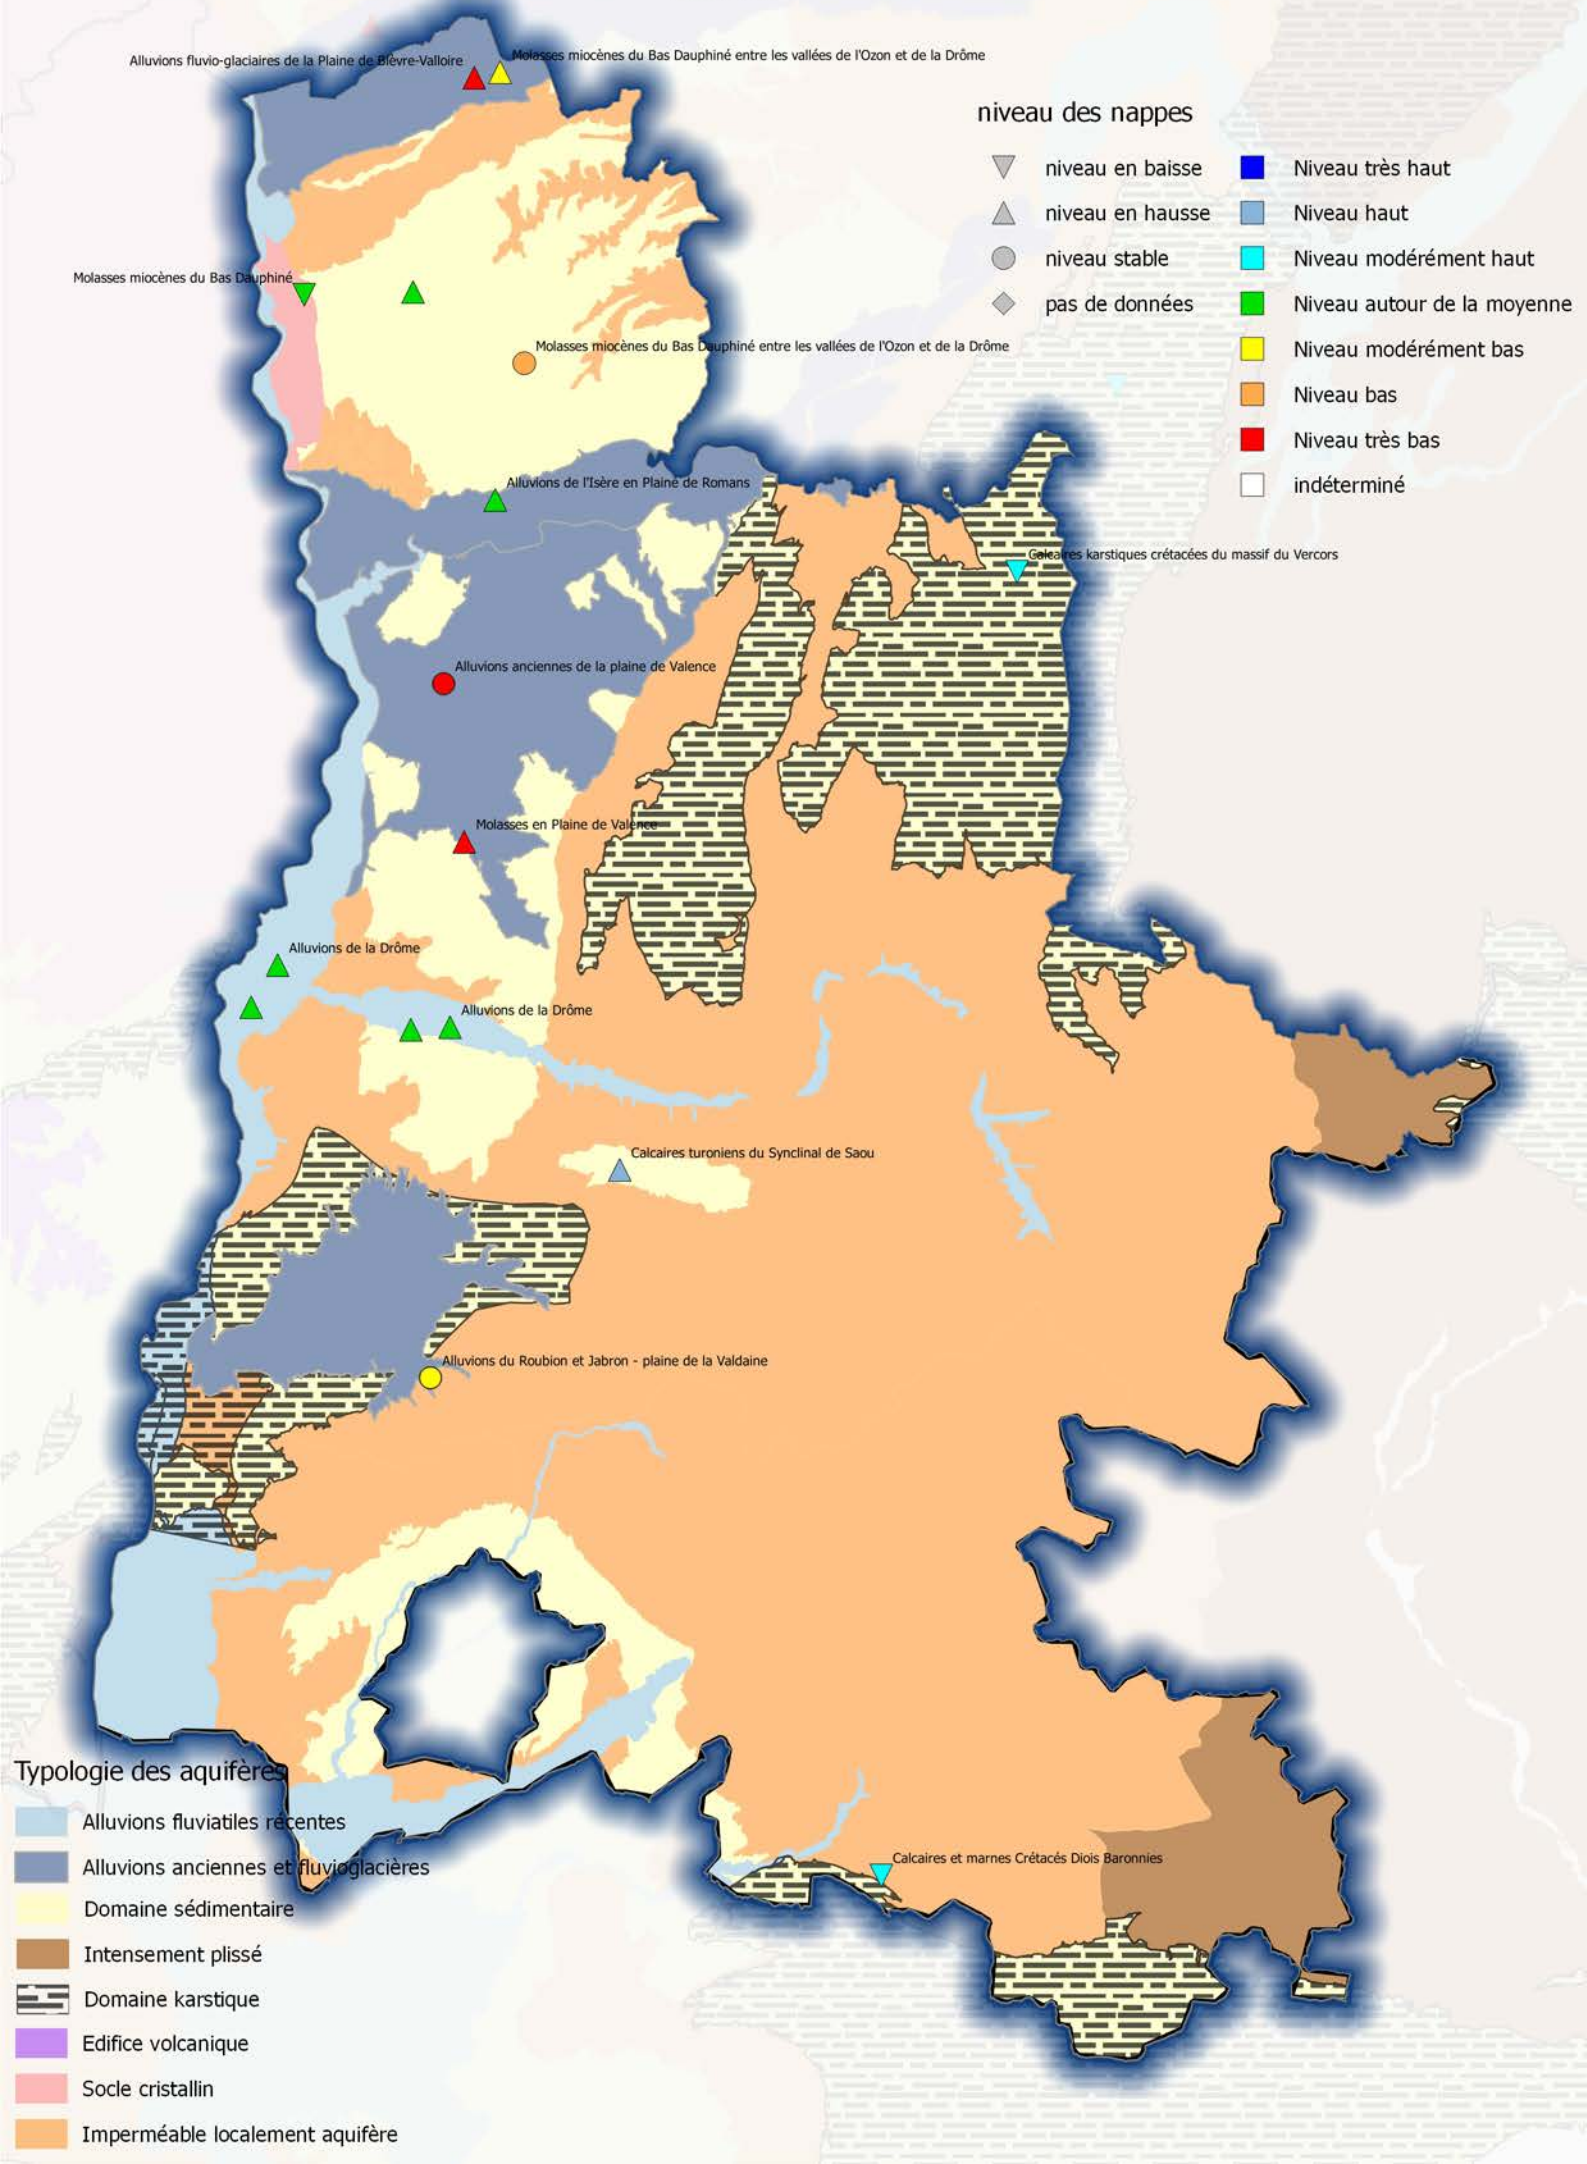 Alluvions fluvio-glaciaires de la Plaine de Bièvre-Valloire
Molasses miocènes du Bas Dauphiné entre les vallées de l'Ozon et de la Drôme
niveau des nappes
niveau en baisse
niveau en hausse
niveau stable
pas de données
Niveau très haut
Niveau haut
Niveau modérément haut
Niveau autour de la moyenne
Niveau modérément bas
Niveau bas
Niveau très bas
indéterminé
Molasses miocènes du Bas Dauphiné
Molasses miocènes du Bas Dauphiné entre les vallées de l'Ozon et de la Drôme
Alluvions de l'Isère en Plaine de Romans
Calcaires karstiques crétacées du massif du Vercors
Alluvions anciennes de la plaine de Valence
Molasses en Plaine de Valence
Alluvions de la Drôme
Alluvions de la Drôme
Calcaires turoniens du Synclinal de Saou
Alluvions du Roubion et Jabron - plaine de la Valdaine
Calcaires et marnes Crétacés Diois Baronnies
Typologie des aquifères
Alluvions fluviatiles récentes
Alluvions anciennes et fluvioglacières
Domaine sédimentaire
Intensement plissé
Domaine karstique
Edifice volcanique
Socle cristallin
Imperméable localement aquifère